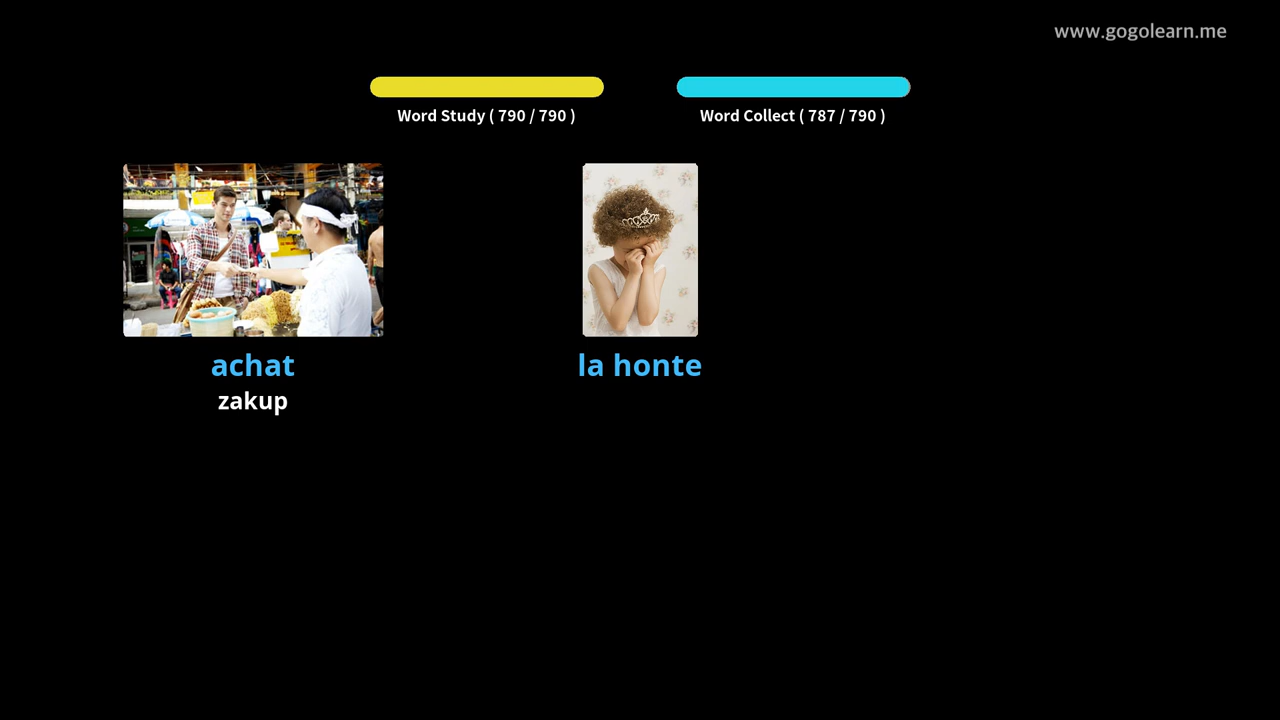 www.gogolearn.me
Word Study ( 790 / 790 )
Word Collect ( 787 / 790 )
achat
zakup
la honte